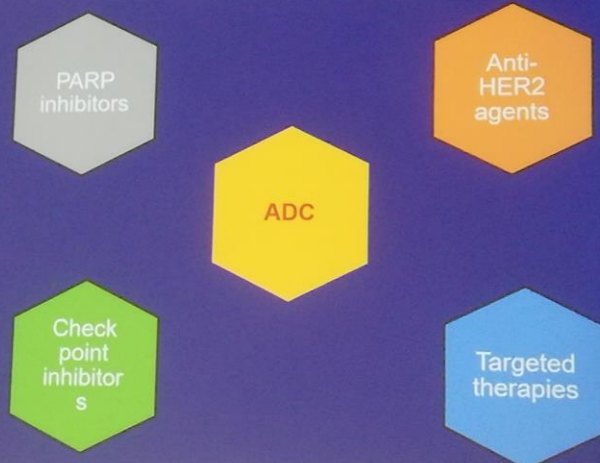 PARP
inhibitors
Anti-
HER2
agents
ADC
Check
point
inhibitor
s
Targeted
therapies